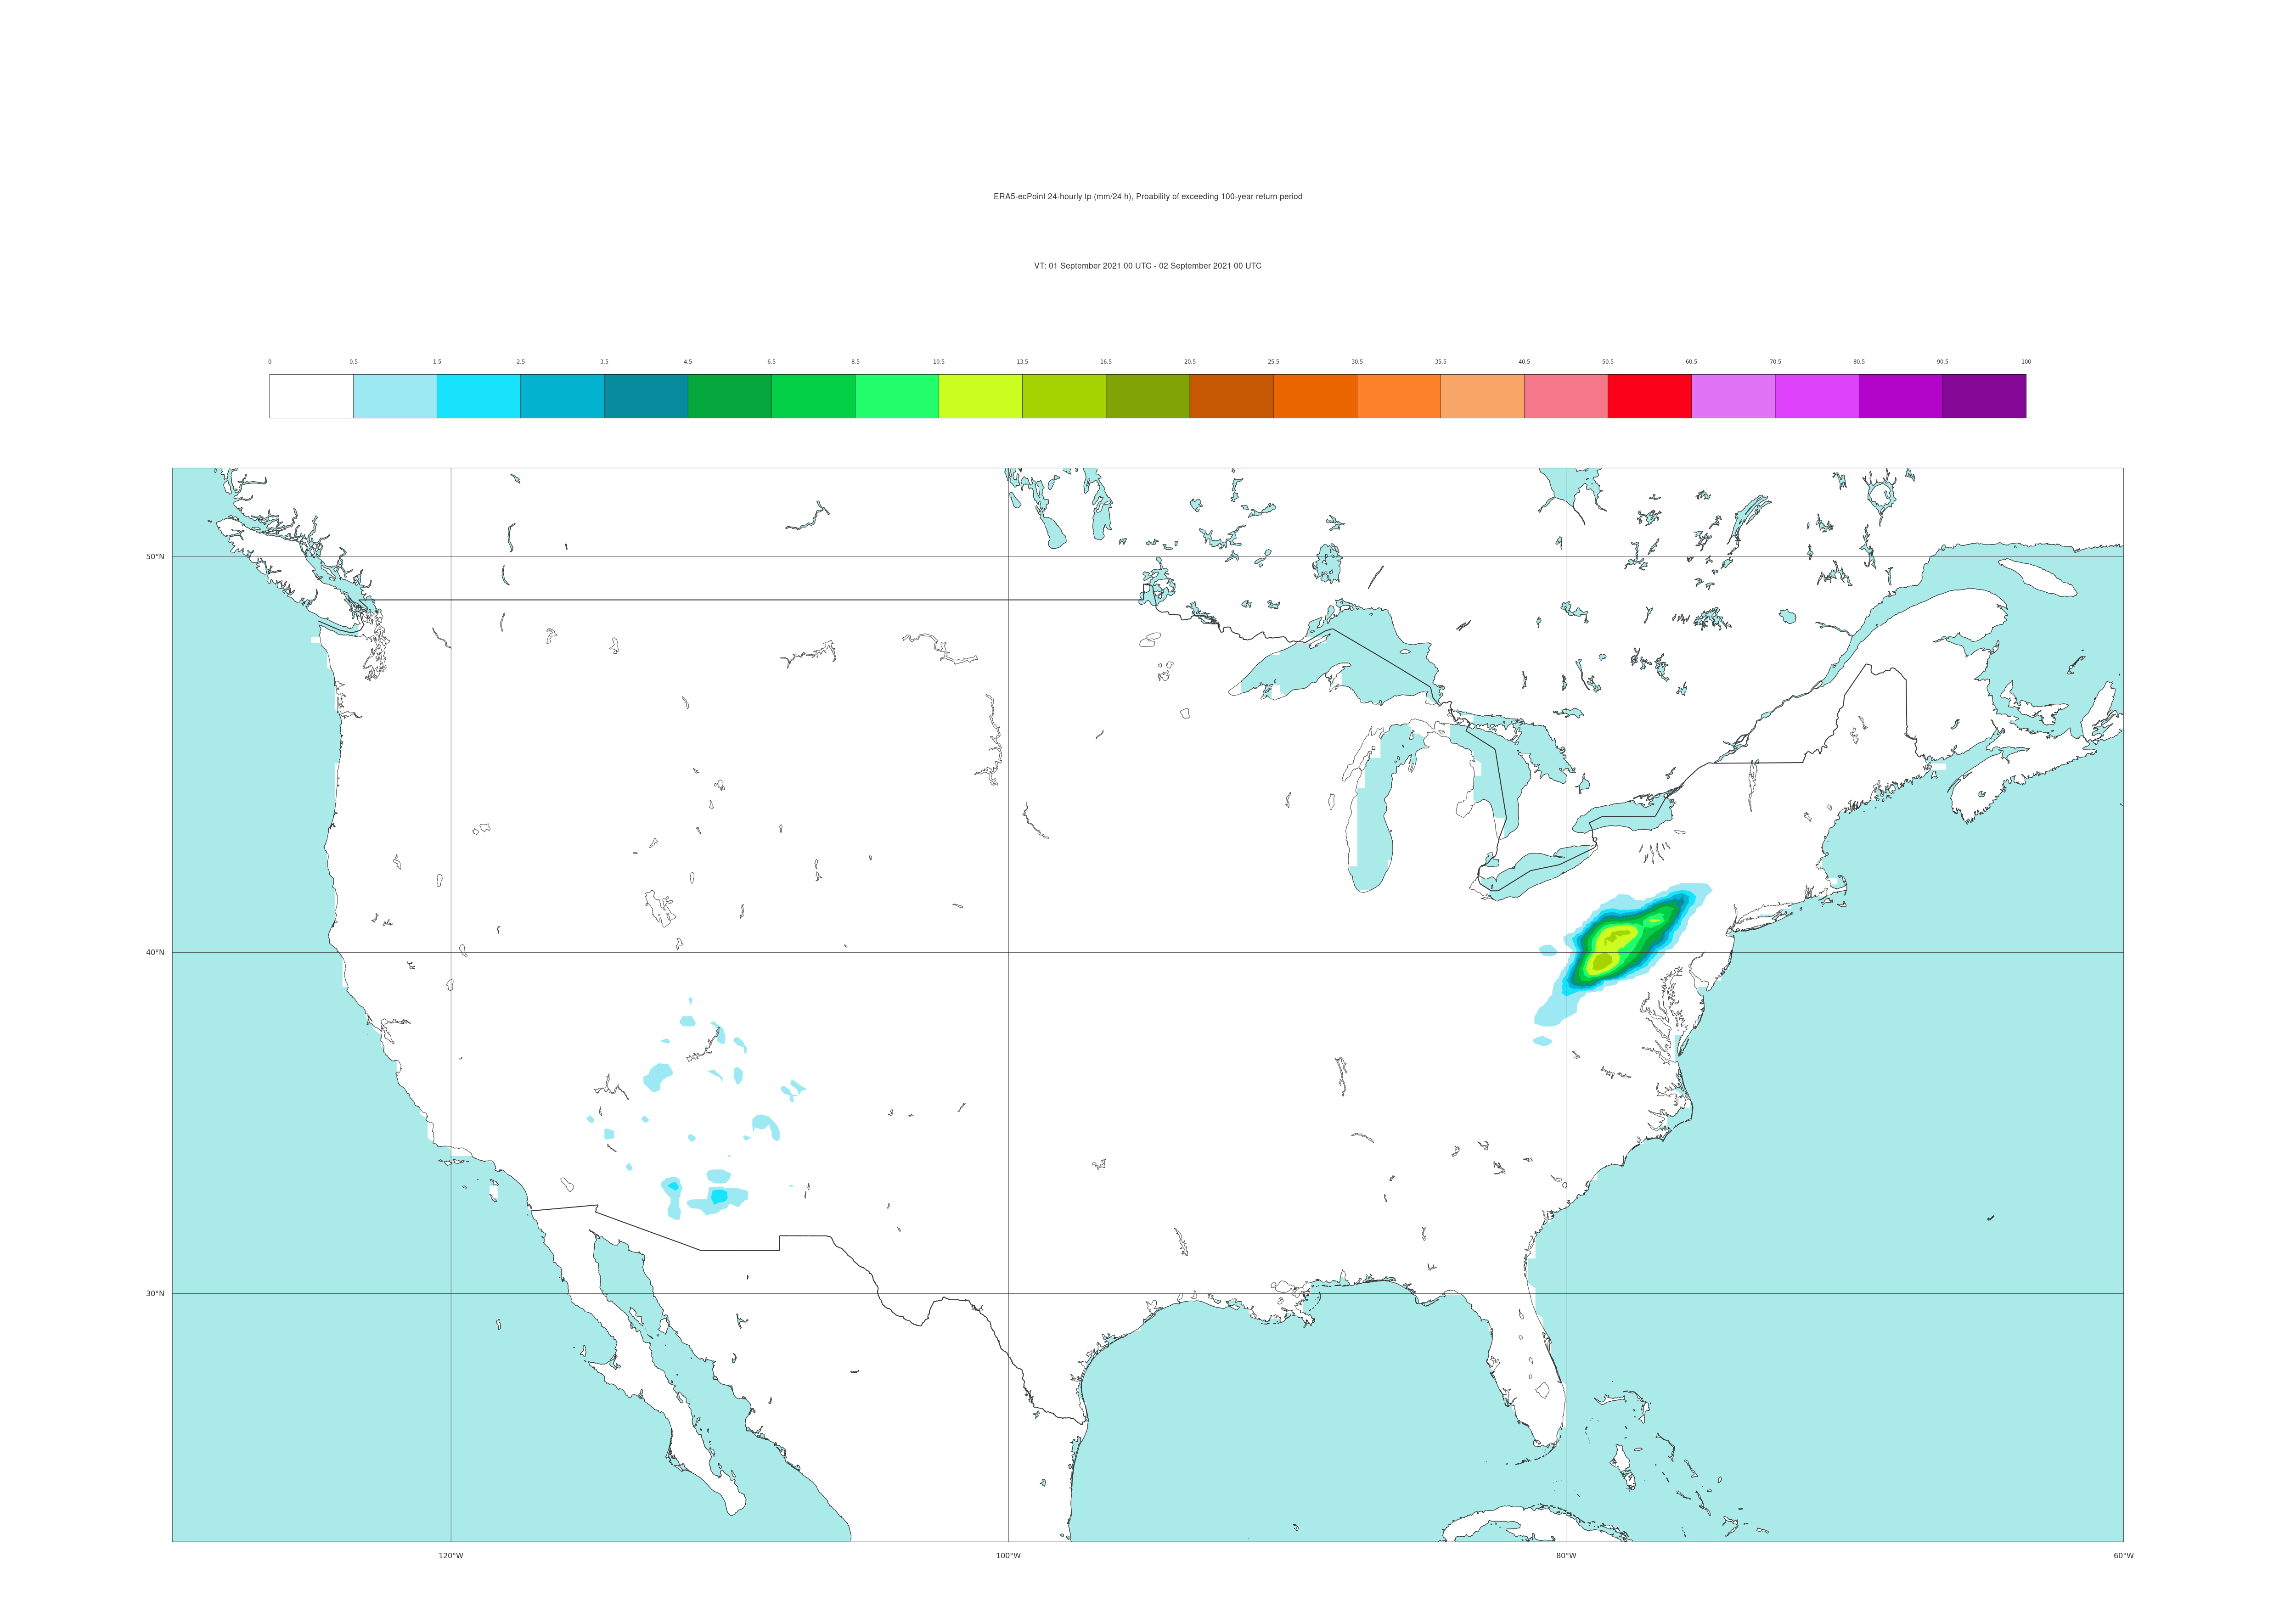 ERA5-ecPoint 24-hourly tp (mm/24 h), Proability of exceeding 100-year return period
VT: 01 September 2021 00 UTC - 02 September 2021 00 UTC
0 0.5 1.5 2.5 3.5 4.5 6.5 8.5 10.5 13.5 16.5 20.5 25.5 30.5 35.5 40.5 50.5 60.5 70.5 80.5 90.5 100
50°N
40°N
30°N
120°W 100°W 80°W 60°W